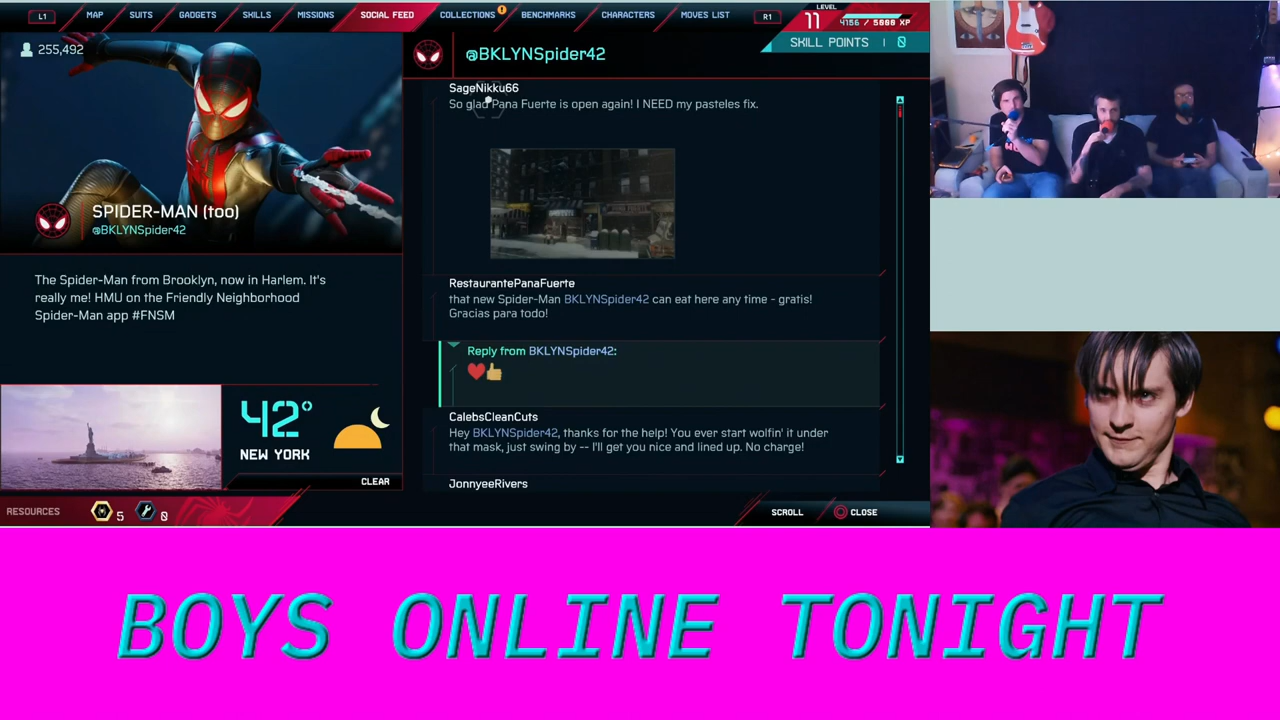 L1
MAP
SUITS
GADGETS
SKILLS
MISSIONS
SOCIAL FEED
COLLECTIONS
BENCHMARKS
CHARACTERS
MOVES LIST
R1
LEVEL
11
4156 / 5000 XP
SKILL POINTS | 0
255,492
@BKLYNSpider42
SPIDER-MAN (too)
@BKLYNSpider42
The Spider-Man from Brooklyn, now in Harlem. It's
really me! HMU on the Friendly Neighborhood
Spider-Man app #FNSM
42°
NEW YORK
CLEAR
SageNikku66
So glad Pana Fuerte is open again! I NEED my pasteles fix.
RestaurantePanaFuerte
that new Spider-Man BKLYNSpider42 can eat here any time - gratis!
Gracias para todo!
Reply from BKLYNSpider42:
❤️👍
CalebsCleanCuts
Hey BKLYNSpider42, thanks for the help! You ever start wolfin' it under
that mask, just swing by -- I'll get you nice and lined up. No charge!
JonnyeeRivers
RESOURCES
5
0
SCROLL
CLOSE
BOYS ONLINE TONIGHT